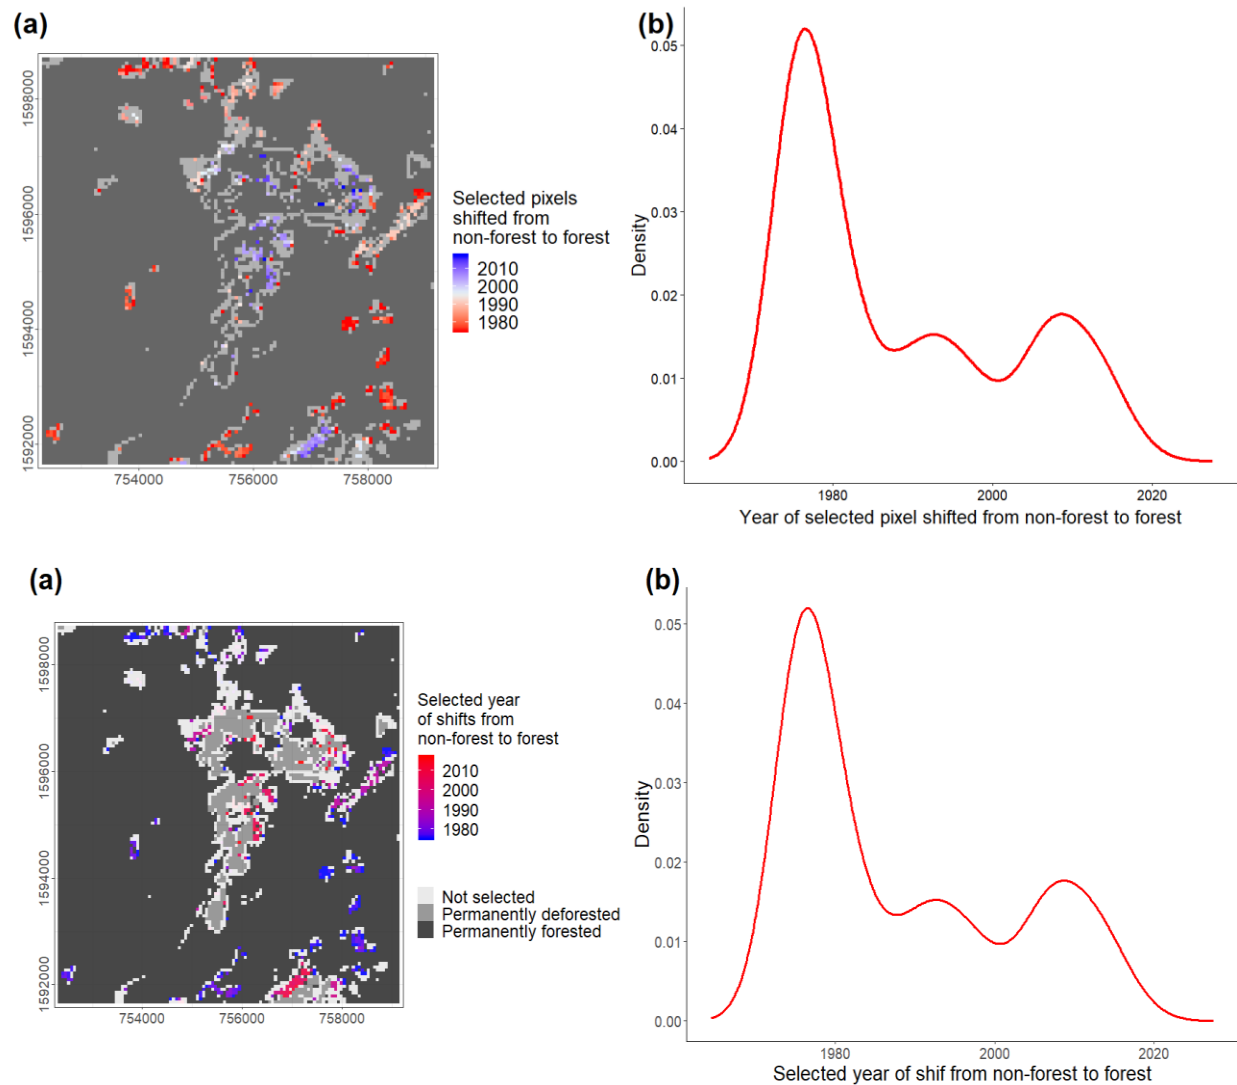 (a)
(b)
1598000
1596000
1594000
1592000
754000 756000 758000
Selected pixels
shifted from
non-forest to forest
2010
2000
1990
1980
Density
0.05
0.04
0.03
0.02
0.01
0.00
1980 2000 2020
Year of selected pixel shifted from non-forest to forest
(a)
(b)
1598000
1596000
1594000
1592000
754000 756000 758000
Selected year
of shifts from
non-forest to forest
2010
2000
1990
1980
Not selected
Permanently deforested
Permanently forested
Density
0.05
0.04
0.03
0.02
0.01
0.00
1980 2000 2020
Selected year of shif from non-forest to forest